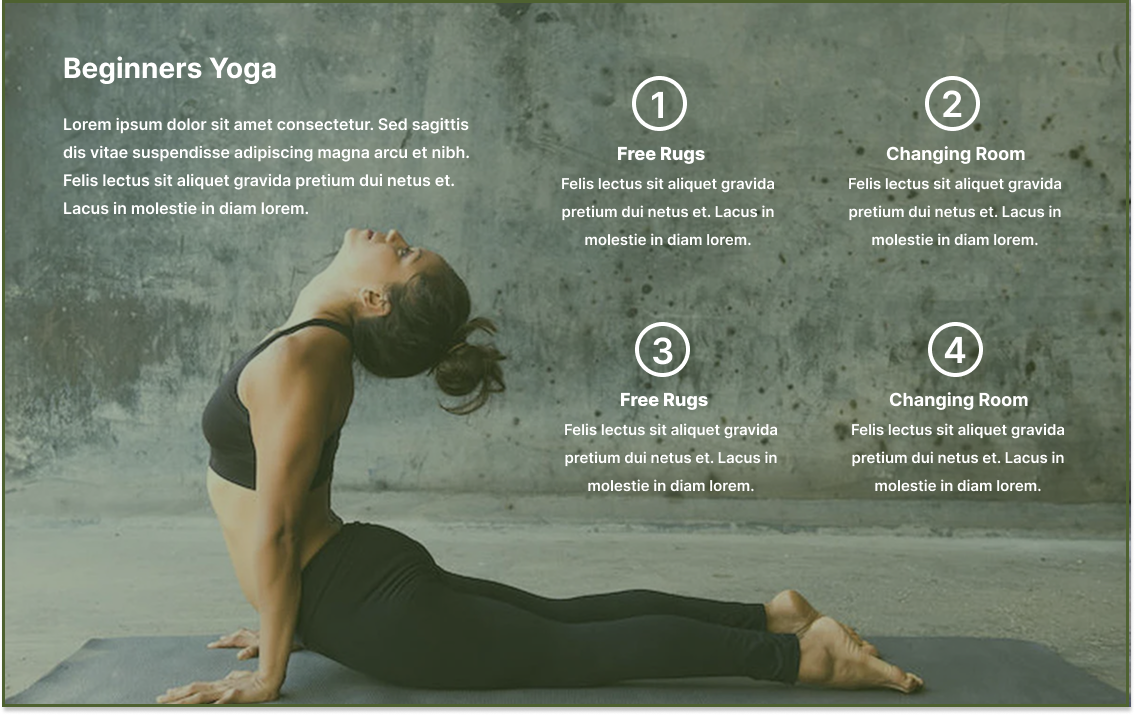 Beginners Yoga
Lorem ipsum dolor sit amet consectetur. Sed sagittis
dis vitae suspendisse adipiscing magna arcu et nibh.
Felis lectus sit aliquet gravida pretium dui netus et.
Lacus in molestie in diam lorem.
1
Free Rugs
Felis lectus sit aliquet gravida
pretium dui netus et. Lacus in
molestie in diam lorem.
2
Changing Room
Felis lectus sit aliquet gravida
pretium dui netus et. Lacus in
molestie in diam lorem.
3
Free Rugs
Felis lectus sit aliquet gravida
pretium dui netus et. Lacus in
molestie in diam lorem.
4
Changing Room
Felis lectus sit aliquet gravida
pretium dui netus et. Lacus in
molestie in diam lorem.